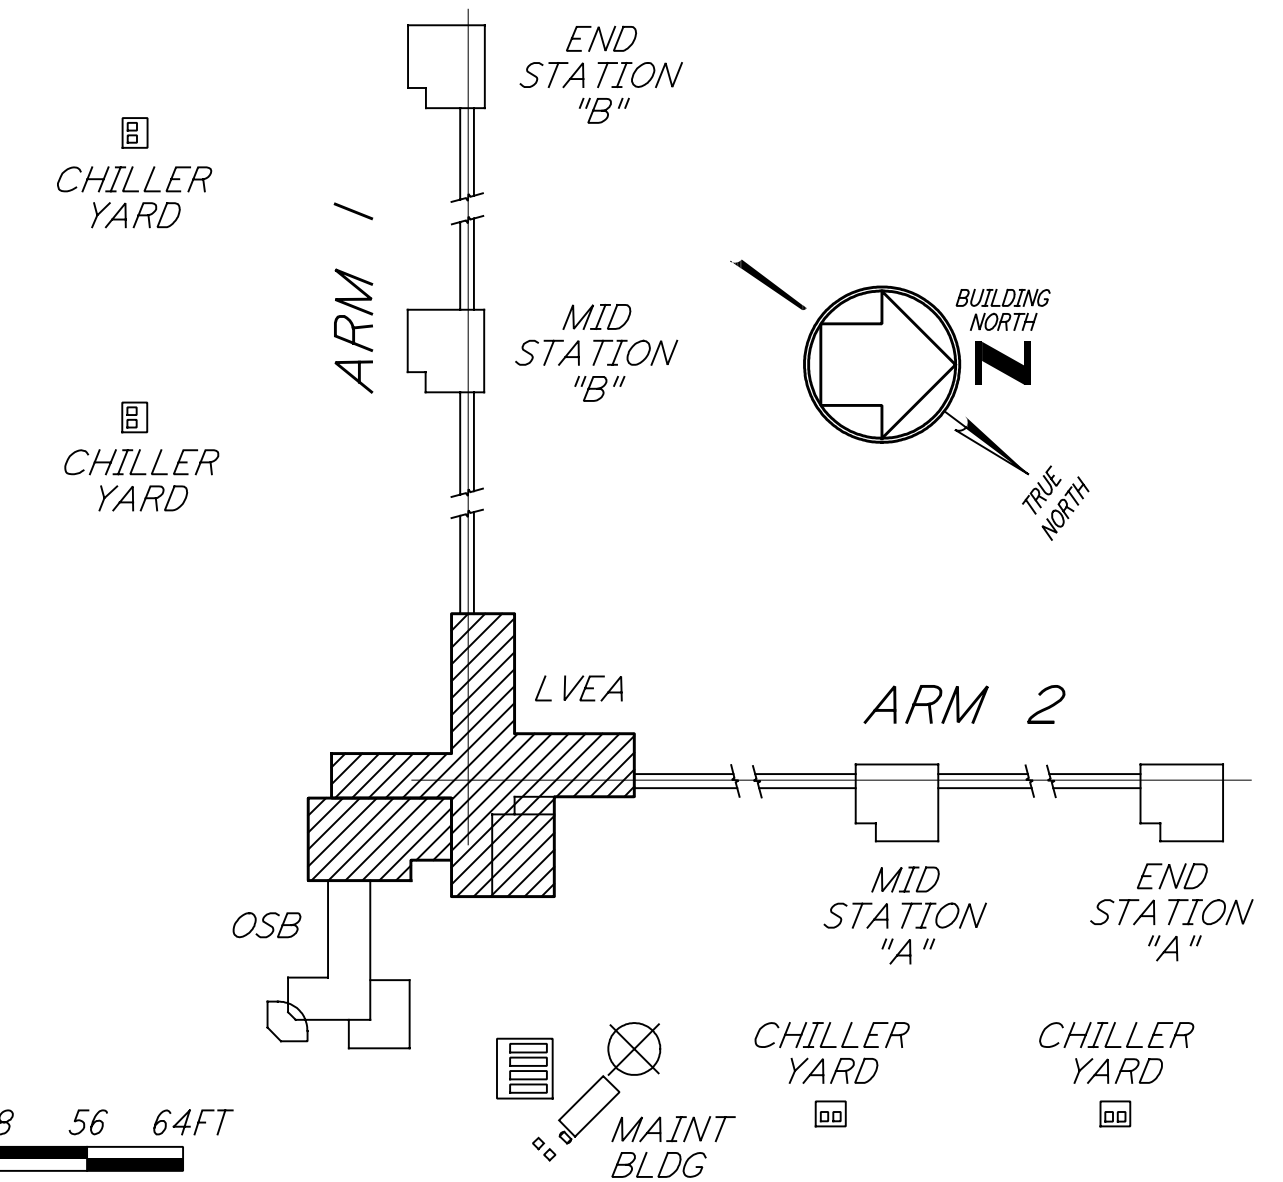 END
STATION
"B"
CHILLER
YARD
ARM 1
MID
STATION
"B"
BUILDING
NORTH
N
TRUE
NORTH
CHILLER
YARD
LVEA
ARM 2
MID
STATION
"A"
END
STATION
"A"
OSB
CHILLER
YARD
CHILLER
YARD
56 64FT
MAINT
BLDG